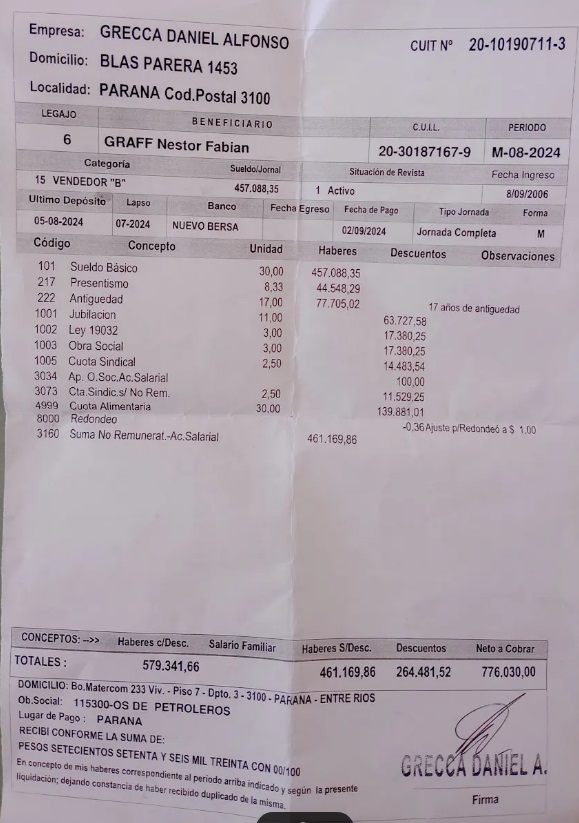 Empresa: GRECCA DANIEL ALFONSO CUIT Nº 20-10190711-3
Domicilio: BLAS PARERA 1453
Localidad: PARANA Cod.Postal 3100
LEGAJO BENEFICIARIO C.U.I.L. PERIODO
6 GRAFF Nestor Fabian 20-30187167-9 M-08-2024
Categoría Sueldo/Jornal Situación de Revista Fecha Ingreso
15 VENDEDOR "B" 457.088,35 1 Activo 8/09/2006
Ultimo Depósito Lapso Banco Fecha Egreso Fecha de Pago Tipo Jornada Forma
05-08-2024 07-2024 NUEVO BERSA 02/09/2024 Jornada Completa M
Código Concepto Unidad Haberes Descuentos Observaciones
101 Sueldo Básico 30,00 457.088,35
217 Presentismo 8,33 44.548,29
222 Antiguedad 17,00 77.705,02 17 años de antiguedad
1001 Jubilacion 11,00 63.727,58
1002 Ley 19032 3,00 17.380,25
1003 Obra Social 3,00 17.380,25
1005 Cuota Sindical 2,50 14.483,54
3034 Ap. O.Soc.Ac.Salarial 100,00
3073 Cta.Sindic.s/ No Rem. 2,50 11.529,25
4999 Cuota Alimentaria 30,00 139.881,01
8000 Redondeo -0,36 Ajuste p/Redondeo a $ 1.00
3160 Suma No Remunerat.-Ac.Salarial 461.169,86
CONCEPTOS: -->> Haberes c/Desc. Salario Familiar Haberes S/Desc. Descuentos Neto a Cobrar
TOTALES : 579.341,66 461.169,86 264.481,52 776.030,00
DOMICILIO: Bo.Matercom 233 Viv. - Piso 7 - Dpto. 3 - 3100 - PARANA - ENTRE RIOS
Ob.Social: 115300-OS DE PETROLEROS
Lugar de Pago : PARANA
RECIBI CONFORME LA SUMA DE:
PESOS SETECIENTOS SETENTA Y SEIS MIL TREINTA CON 00/100
En concepto de mis haberes correspondiente al periodo arriba indicado y según la presente
liquidación; dejando constancia de haber recibido duplicado de la misma.
GRECCA DANIEL A.
Firma